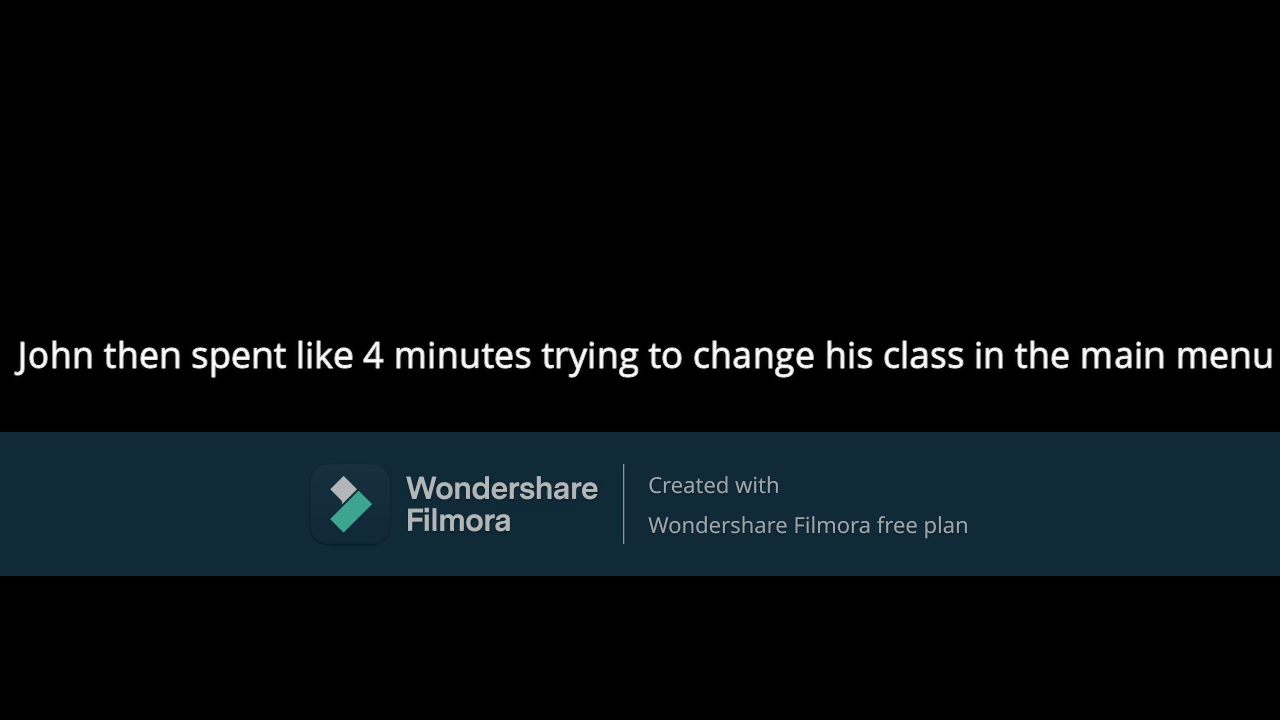 John then spent like 4 minutes trying to change his class in the main menu
Wondershare
Filmora
Created with
Wondershare Filmora free plan